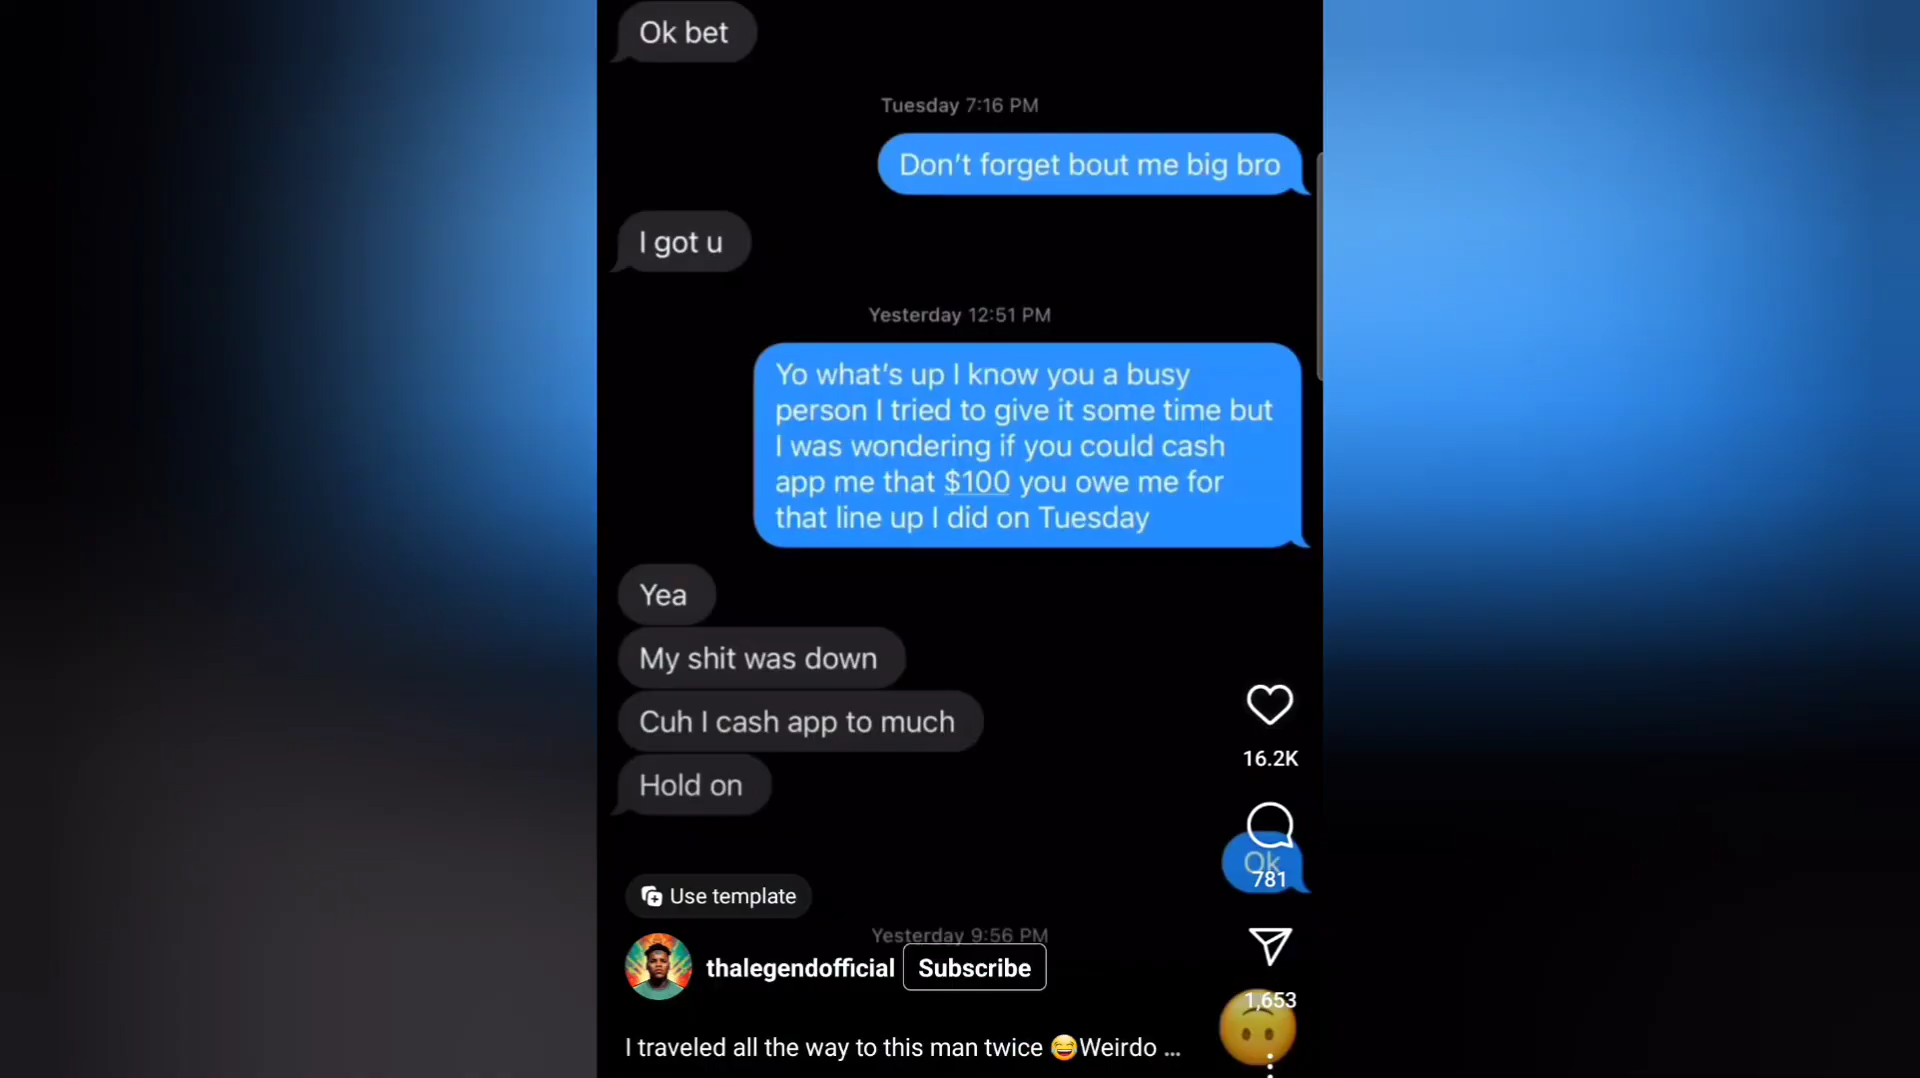 Ok bet
Tuesday 7:16 PM
Don't forget bout me big bro
I got u
Yesterday 12:51 PM
Yo what's up I know you a busy
person I tried to give it some time but
I was wondering if you could cash
app me that $100 you owe me for
that line up I did on Tuesday
Yea
My shit was down
Cuh I cash app to much
Hold on
16.2K
Ok
781
Use template
Yesterday 9:56 PM
thalegendofficial Subscribe
1,653
I traveled all the way to this man twice 😂Weirdo ...